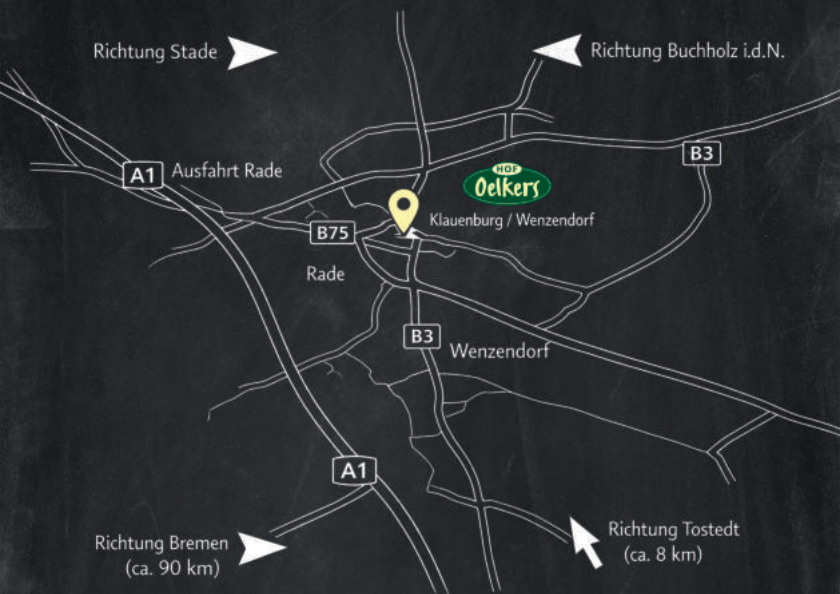 Richtung Stade
Richtung Buchholz i.d.N.
B3
A1
Ausfahrt Rade
HOF
Oelkers
Klauenburg / Wenzendorf
B75
Rade
B3
Wenzendorf
A1
Richtung Bremen
(ca. 90 km)
Richtung Tostedt
(ca. 8 km)